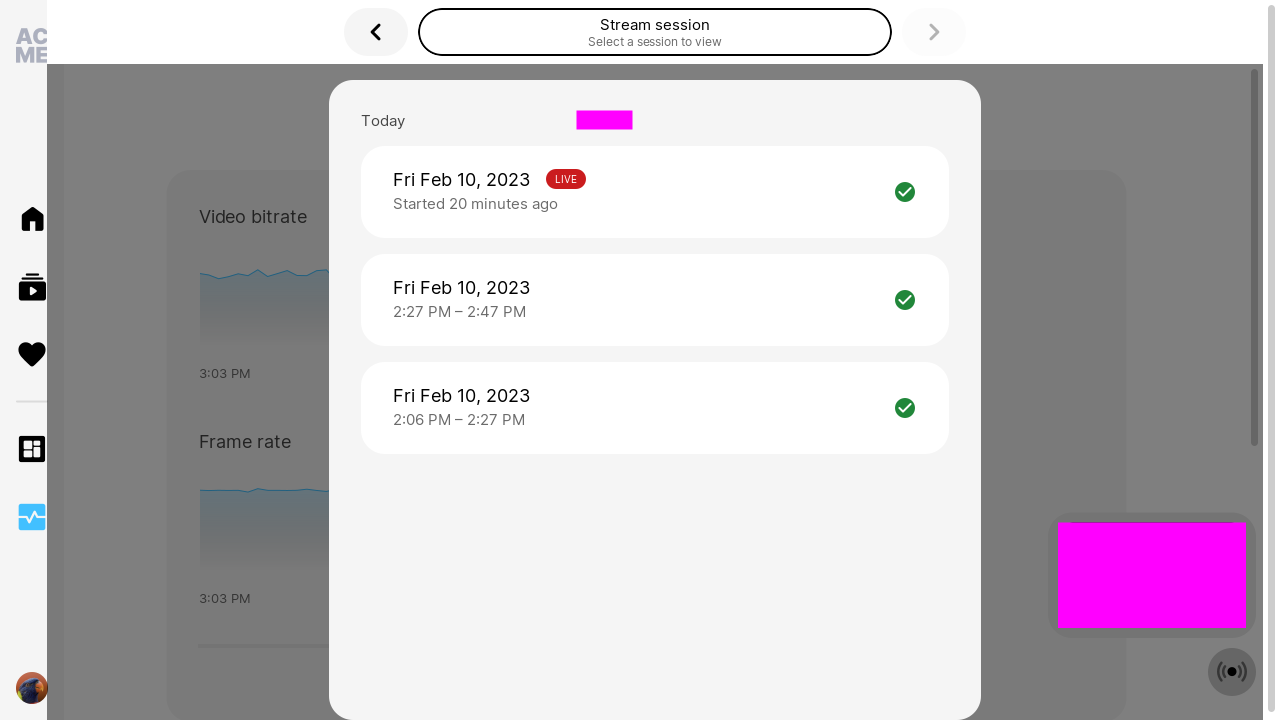 AC
ME
Stream session
Select a session to view
Today
Fri Feb 10, 2023 LIVE
Started 20 minutes ago
Fri Feb 10, 2023
2:27 PM – 2:47 PM
Fri Feb 10, 2023
2:06 PM – 2:27 PM
Video bitrate
3:03 PM
Frame rate
3:03 PM